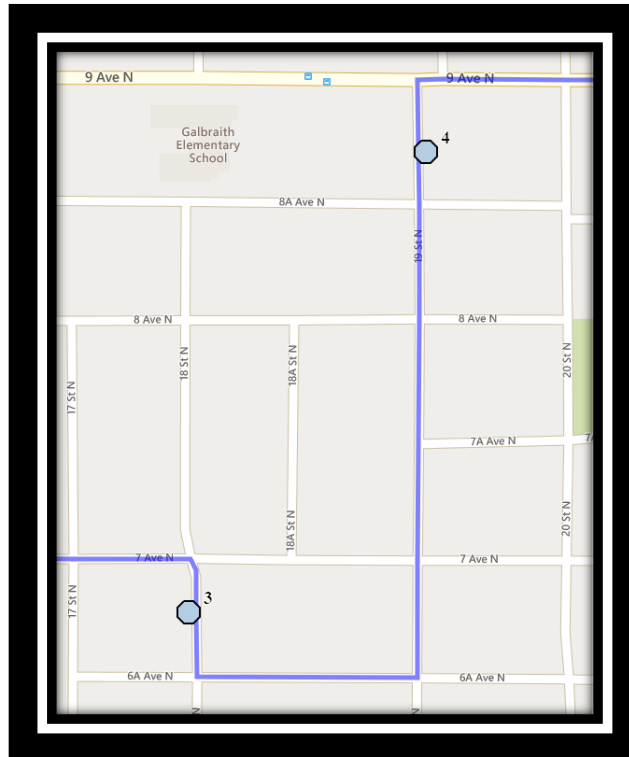 9 Ave N
9 Ave N
4
Galbraith
Elementary
School
8A Ave N
19 St N
8 Ave N
8 Ave N
17 St N
18 St N
18A St N
20 St N
7A Ave N
18A St N
20 St N
7 Ave N
7 Ave N
17 St N
3
6A Ave N
6A Ave N
N
N